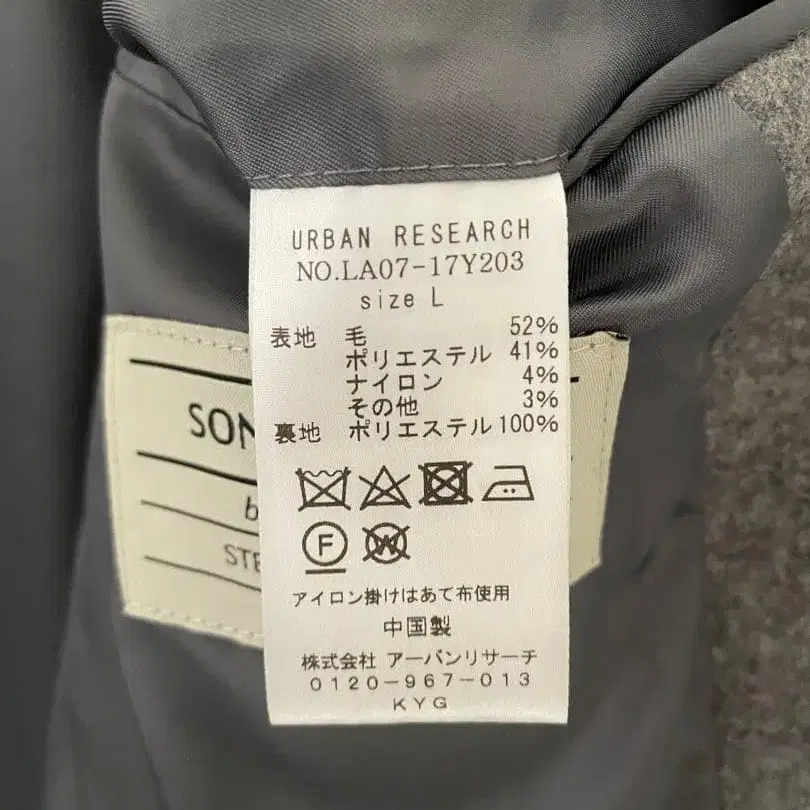 URBAN RESEARCH
NO.LA07-17Y203
size L
表地 毛 52%
ポリエステル 41%
ナイロン 4%
その他 3%
裏地 ポリエステル 100%
F W
アイロン掛けはあて布使用
中国製
株式会社 アーバンリサーチ
0120-967-013
KYG
SON
b
STE